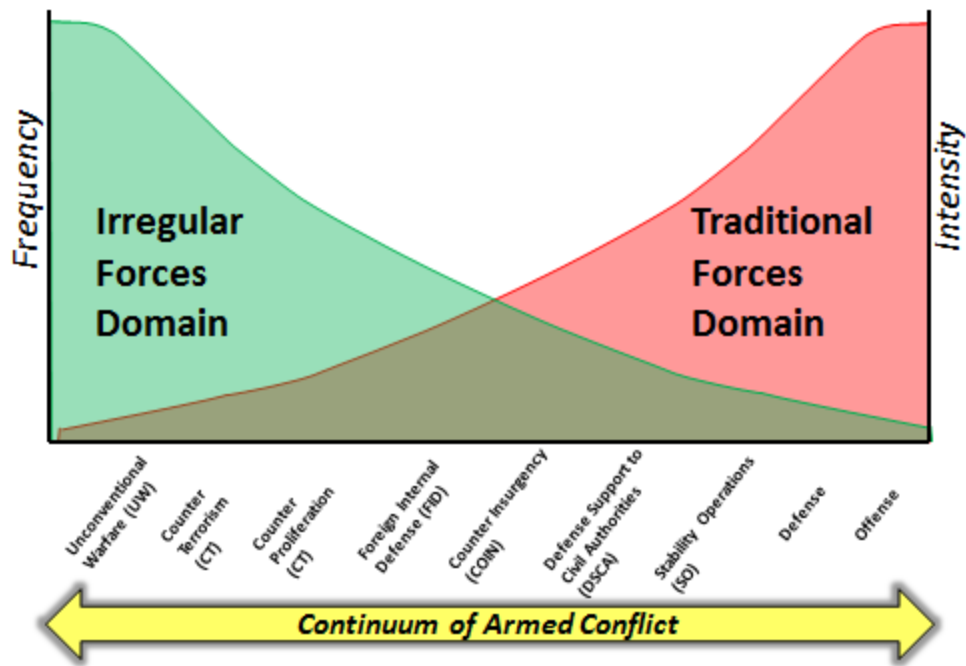 Frequency
Intensity
Irregular
Forces
Domain
Traditional
Forces
Domain
Unconventional
Warfare (UW)
Counter
Terrorism
(CT)
Counter
Proliferation
(CT)
Foreign Internal
Defense (FID)
Counter Insurgency
(COIN)
Defense Support to
Civil Authorities
(DSCA)
Stability Operations
(SO)
Defense
Offense
Continuum of Armed Conflict